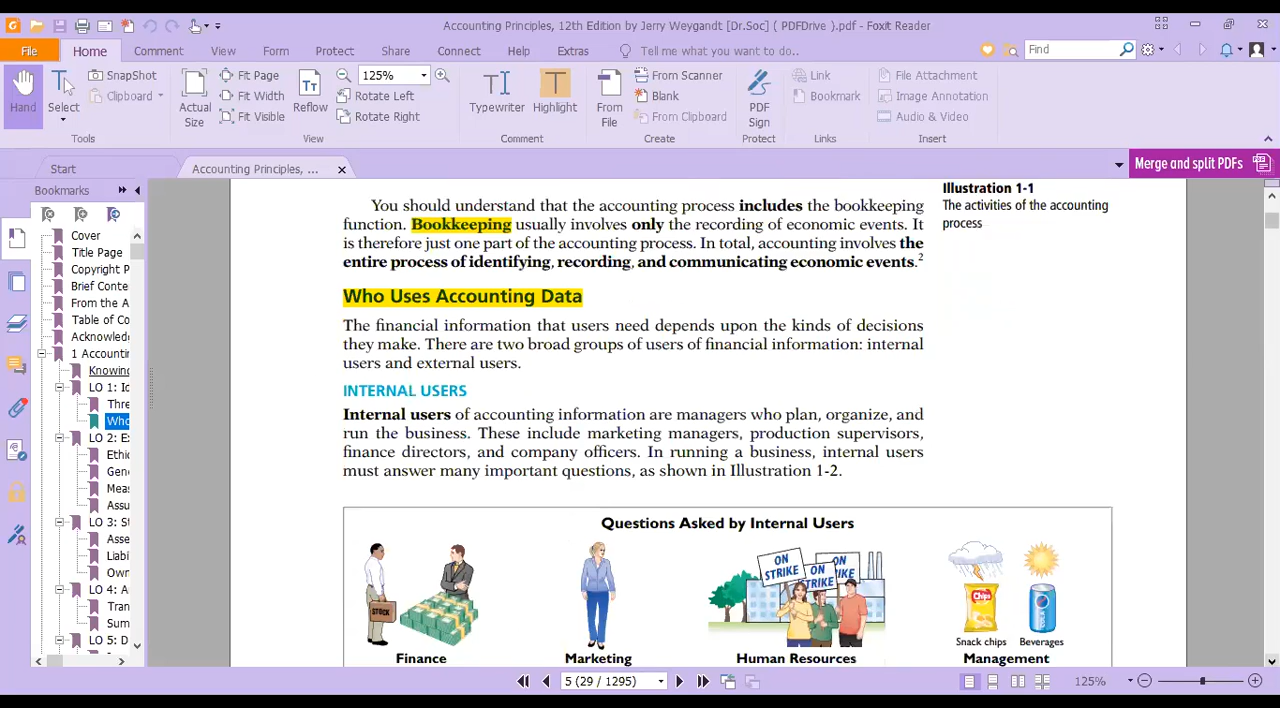 Accounting Principles, 12th Edition by Jerry Weygardt [Dr.Soc] ( PDFDrive ).pdf - Foxit Reader
File Home Comment View Form Protect Share Connect Help Extras Tell me what you want to do.. Find
Hand
Select
SnapShot
Clipboard
Tools
Actual Size
Fit Page
Fit Width
Fit Visible
Reflow
125%
Rotate Left
Rotate Right
View
Typewriter
Highlight
Comment
From File
From Scanner
Blank
From Clipboard
Create
PDF Sign
Protect
Link
Bookmark
Links
File Attachment
Image Annotation
Audio & Video
Insert
Start
Accounting Principles, ...
Merge and split PDFs
Bookmarks
Cover
Title Page
Copyright P
Brief Conte
From the A
Table of Co
Acknowledg
1 Accountin
Knowing
LO 1: Id
Thre
Who
LO 2: Ex
Ethic
Gene
Meas
Assu
LO 3: St
Asse
Liabi
Own
LO 4: A
Tran
Sum
LO 5: D
You should understand that the accounting process includes the bookkeeping
function. Bookkeeping usually involves only the recording of economic events. It
is therefore just one part of the accounting process. In total, accounting involves the
entire process of identifying, recording, and communicating economic events.2
Illustration 1-1
The activities of the accounting
process
Who Uses Accounting Data
The financial information that users need depends upon the kinds of decisions
they make. There are two broad groups of users of financial information: internal
users and external users.
INTERNAL USERS
Internal users of accounting information are managers who plan, organize, and
run the business. These include marketing managers, production supervisors,
finance directors, and company officers. In running a business, internal users
must answer many important questions, as shown in Illustration 1-2.
Questions Asked by Internal Users
STOCK
ON STRIKE
ON STRIKE
ON STRIKE
Chips
COLA
Snack chips Beverages
Finance Marketing Human Resources Management
5 (29 / 1295)
125%